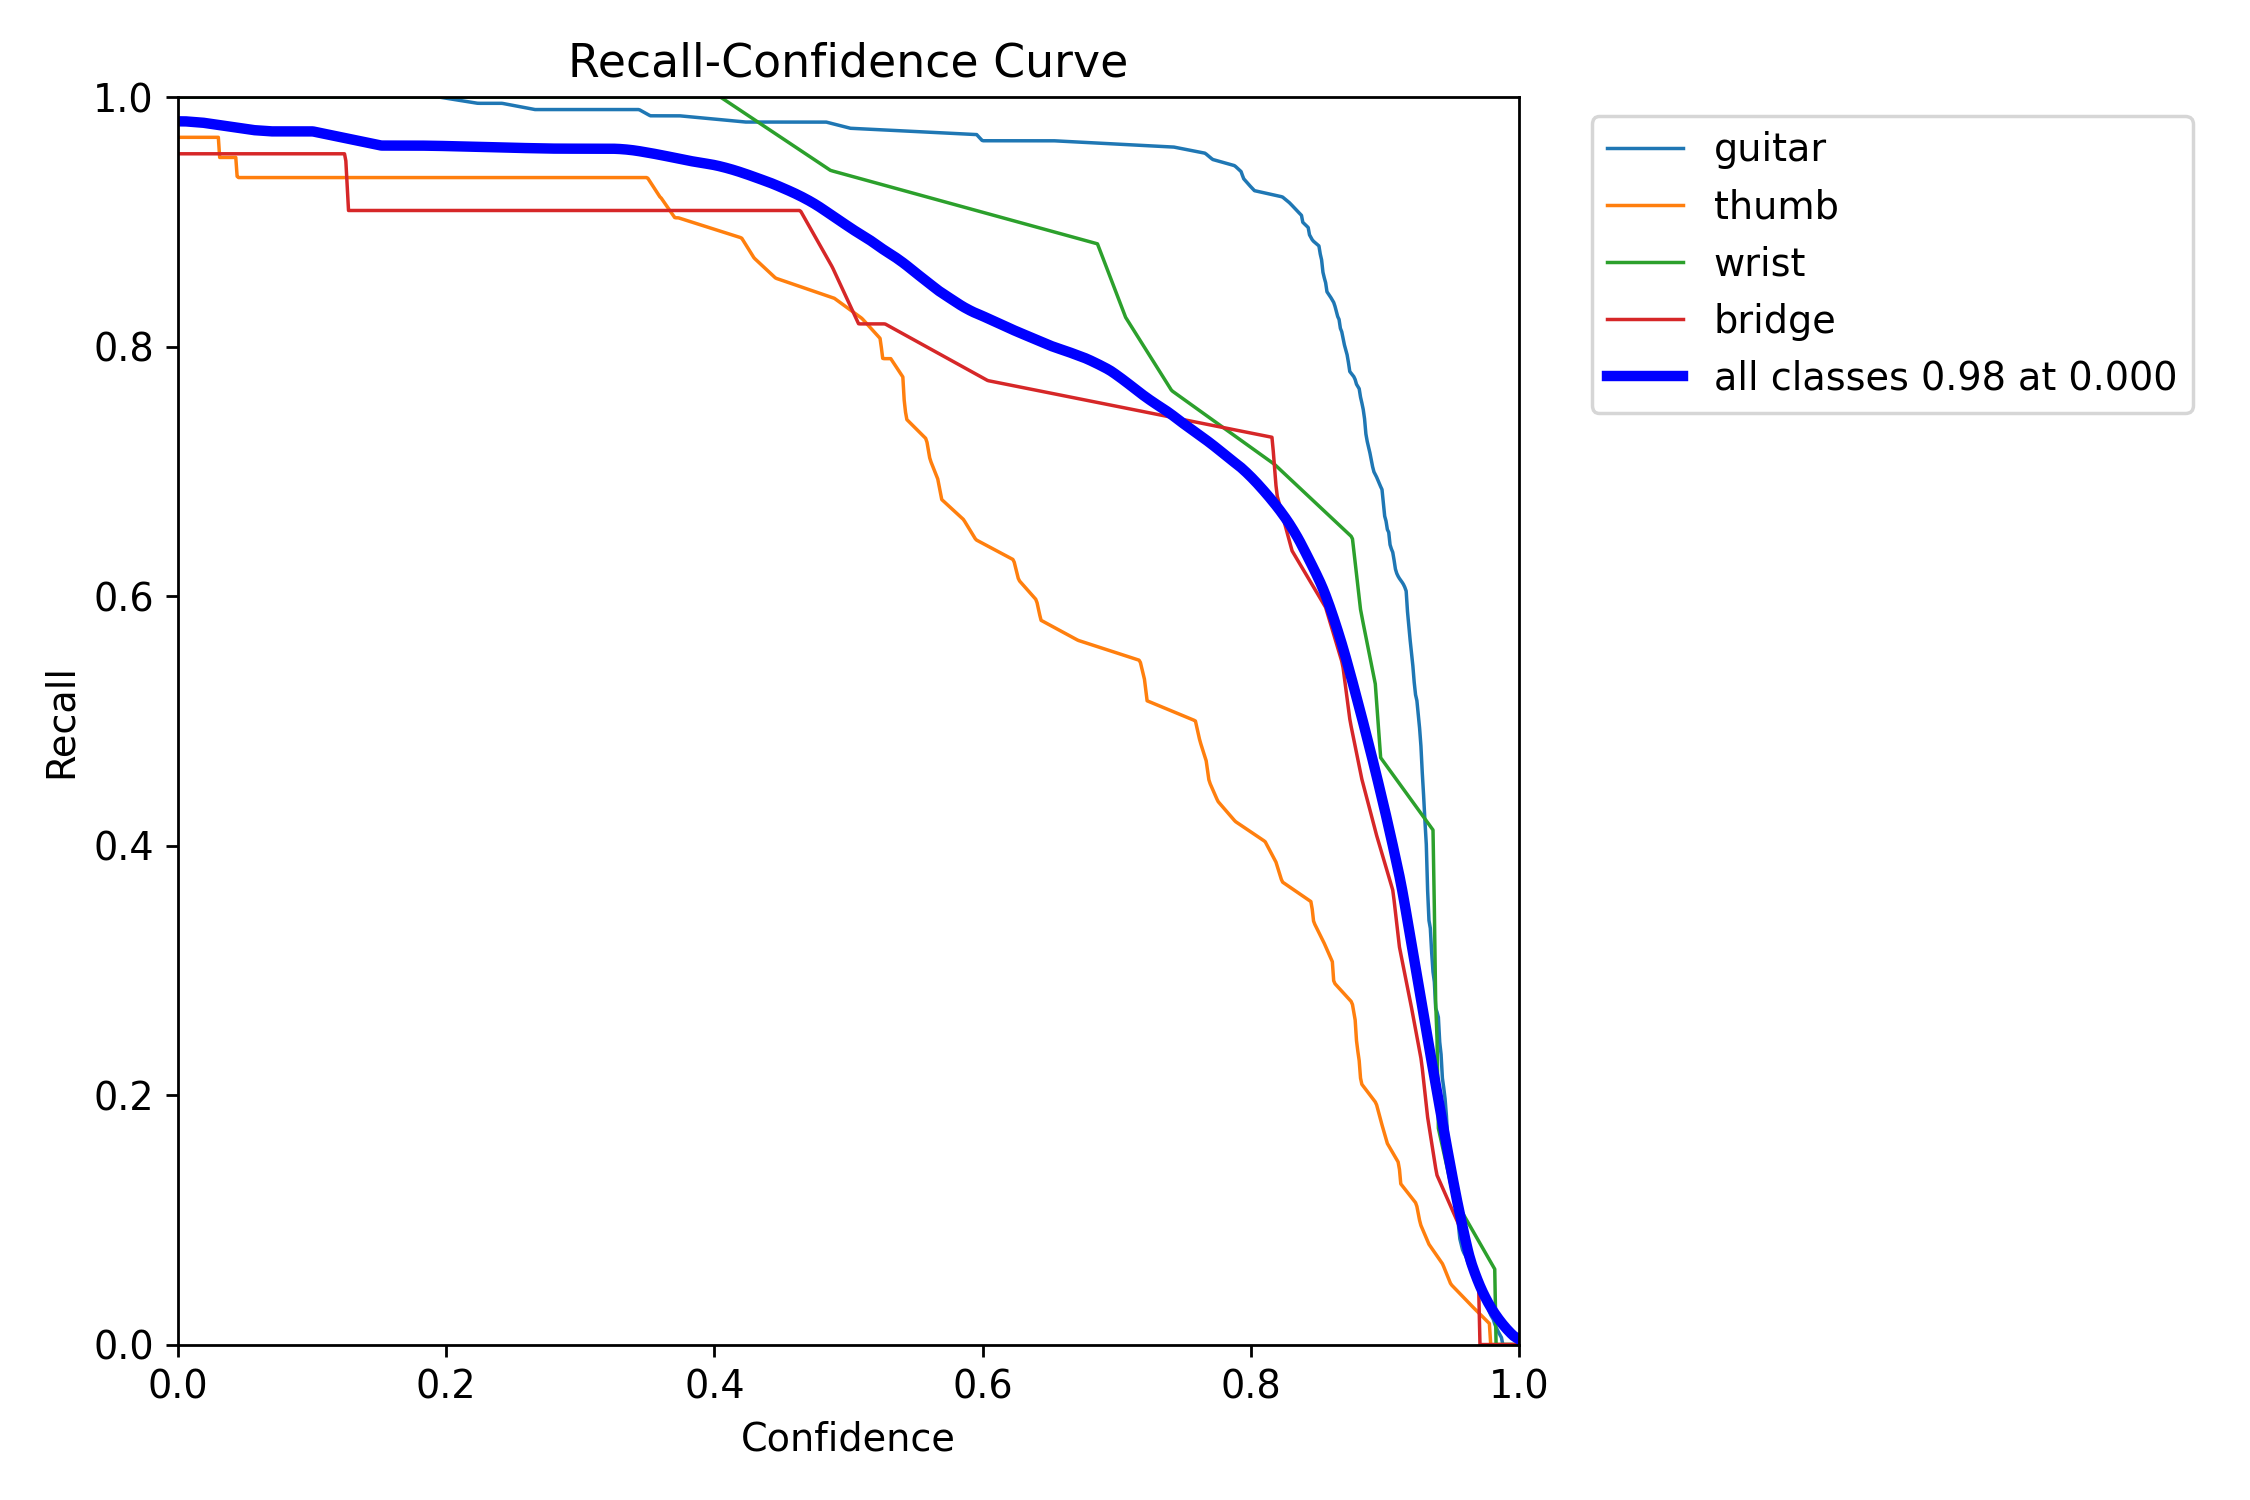 Recall-Confidence Curve
1.0
0.8
0.6
0.4
0.2
0.0
Recall
0.0 0.2 0.4 0.6 0.8 1.0
Confidence
guitar
thumb
wrist
bridge
all classes 0.98 at 0.000